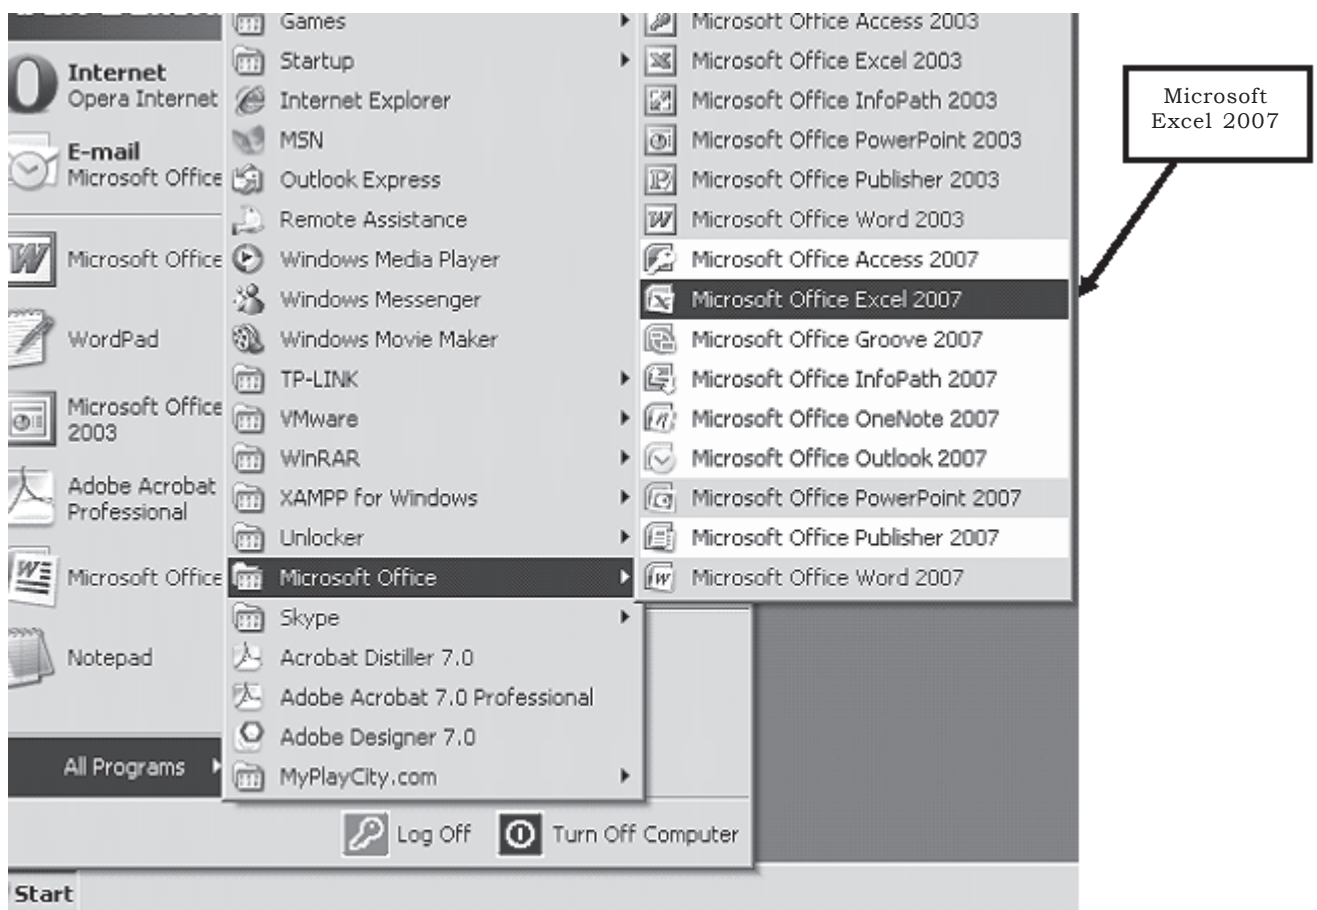 Internet
Opera Internet
E-mail
Microsoft Office
Microsoft Office
WordPad
Microsoft Office
2003
Adobe Acrobat
Professional
Microsoft Office
Notepad
All Programs
Games
Startup
Internet Explorer
MSN
Outlook Express
Remote Assistance
Windows Media Player
Windows Messenger
Windows Movie Maker
TP-LINK
VMware
WinRAR
XAMPP for Windows
Unlocker
Microsoft Office
Skype
Acrobat Distiller 7.0
Adobe Acrobat 7.0 Professional
Adobe Designer 7.0
MyPlayCity.com
Microsoft Office Access 2003
Microsoft Office Excel 2003
Microsoft Office InfoPath 2003
Microsoft Office PowerPoint 2003
Microsoft Office Publisher 2003
Microsoft Office Word 2003
Microsoft Office Access 2007
Microsoft Office Excel 2007
Microsoft Office Groove 2007
Microsoft Office InfoPath 2007
Microsoft Office OneNote 2007
Microsoft Office Outlook 2007
Microsoft Office PowerPoint 2007
Microsoft Office Publisher 2007
Microsoft Office Word 2007
Microsoft
Excel 2007
Log Off
Turn Off Computer
Start